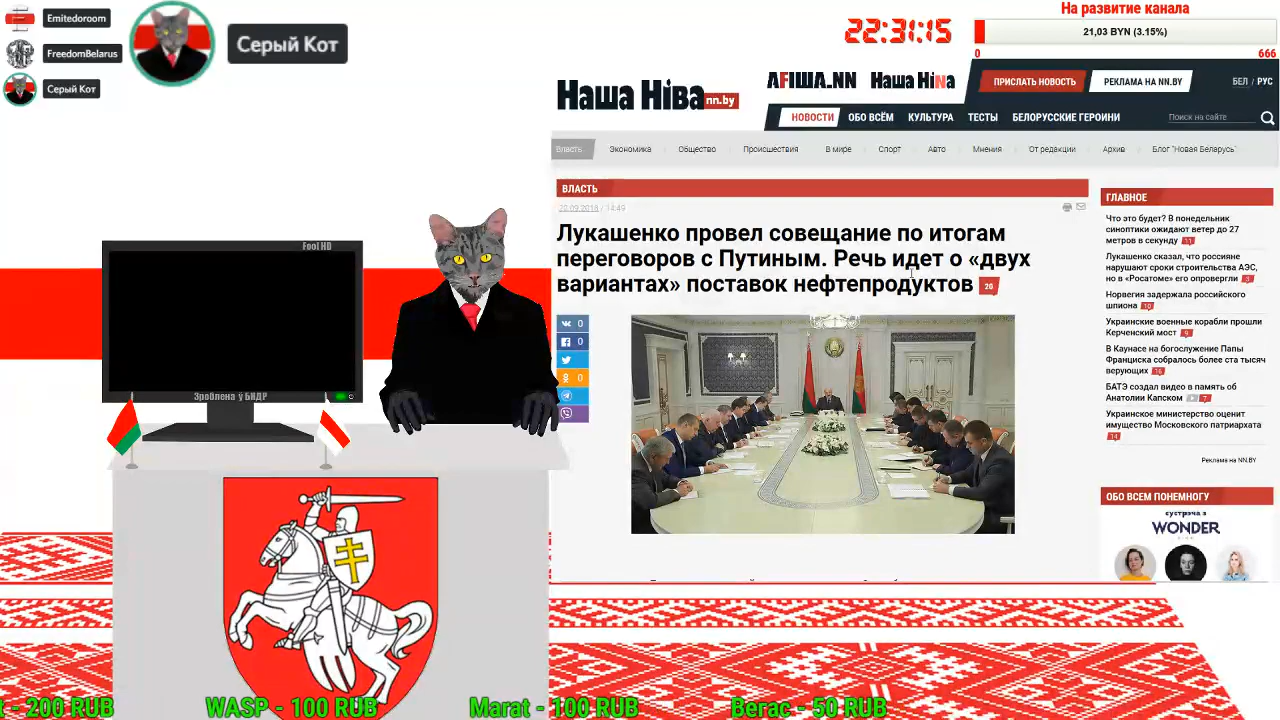 Emitedoroom
FreedomBelarus
Серый Кот
Серый Кот
22:31:15
На развитие канала
21,03 BYN (3.15%)
0
666
Наша Ніва nn.by
AFIША.NN
Наша НіNа
ПРИСЛАТЬ НОВОСТЬ
РЕКЛАМА НА NN.BY
БЕЛ / РУС
НОВОСТИ
ОБО ВСЁМ
КУЛЬТУРА
ТЕСТЫ
БЕЛОРУССКИЕ ГЕРОИНИ
Поиск на сайте
Власть
Экономика
Общество
Происшествия
В мире
Спорт
Авто
Мнения
От редакции
Архив
Блог "Новая Беларусь"
ВЛАСТЬ
/ 14:49
Лукашенко провел совещание по итогам
переговоров с Путиным. Речь идет о «двух
вариантах» поставок нефтепродуктов 20
0
0
0
ГЛАВНОЕ
Что это будет? В понедельник
синоптики ожидают ветер до 27
метров в секунду 11
Лукашенко сказал, что россияне
нарушают сроки строительства АЭС,
но в «Росатоме» его опровергли
Норвегия задержала российского
шпиона
Украинские военные корабли прошли
Керченский мост
В Каунасе на богослужение Папы
Франциска собралось более ста тысяч
верующих 16
БАТЭ создал видео в память об
Анатолии Капском 7
Украинское министерство оценит
имущество Московского патриархата
14
Реклама на NN.BY
ОБО ВСЕМ ПОНЕМНОГУ
сустрэча з
WONDER
Fool HD
Зроблена ў БНДР
t - 200 RUB
WASP - 100 RUB
Marat - 100 RUB
Вегас - 50 RUB